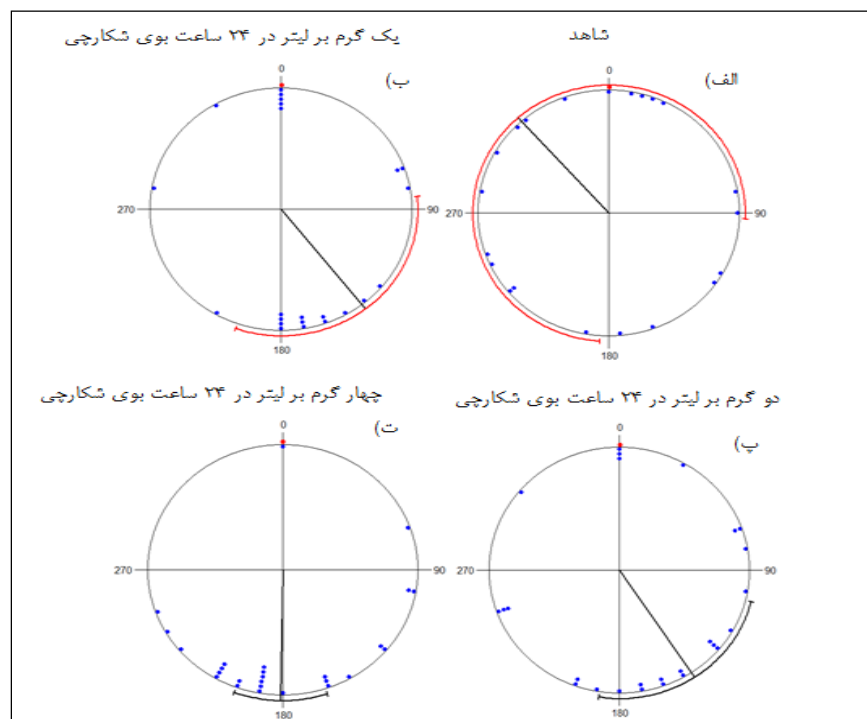 شاهد
یک گرم بر لیتر در ۲۴ ساعت بوی شکارچی
الف)
ب)
0
0
90
270
90
270
180
180
دو گرم بر لیتر در ۲۴ ساعت بوی شکارچی
چهار گرم بر لیتر در ۲۴ ساعت بوی شکارچی
پ)
ت)
0
0
90
270
90
270
180
180